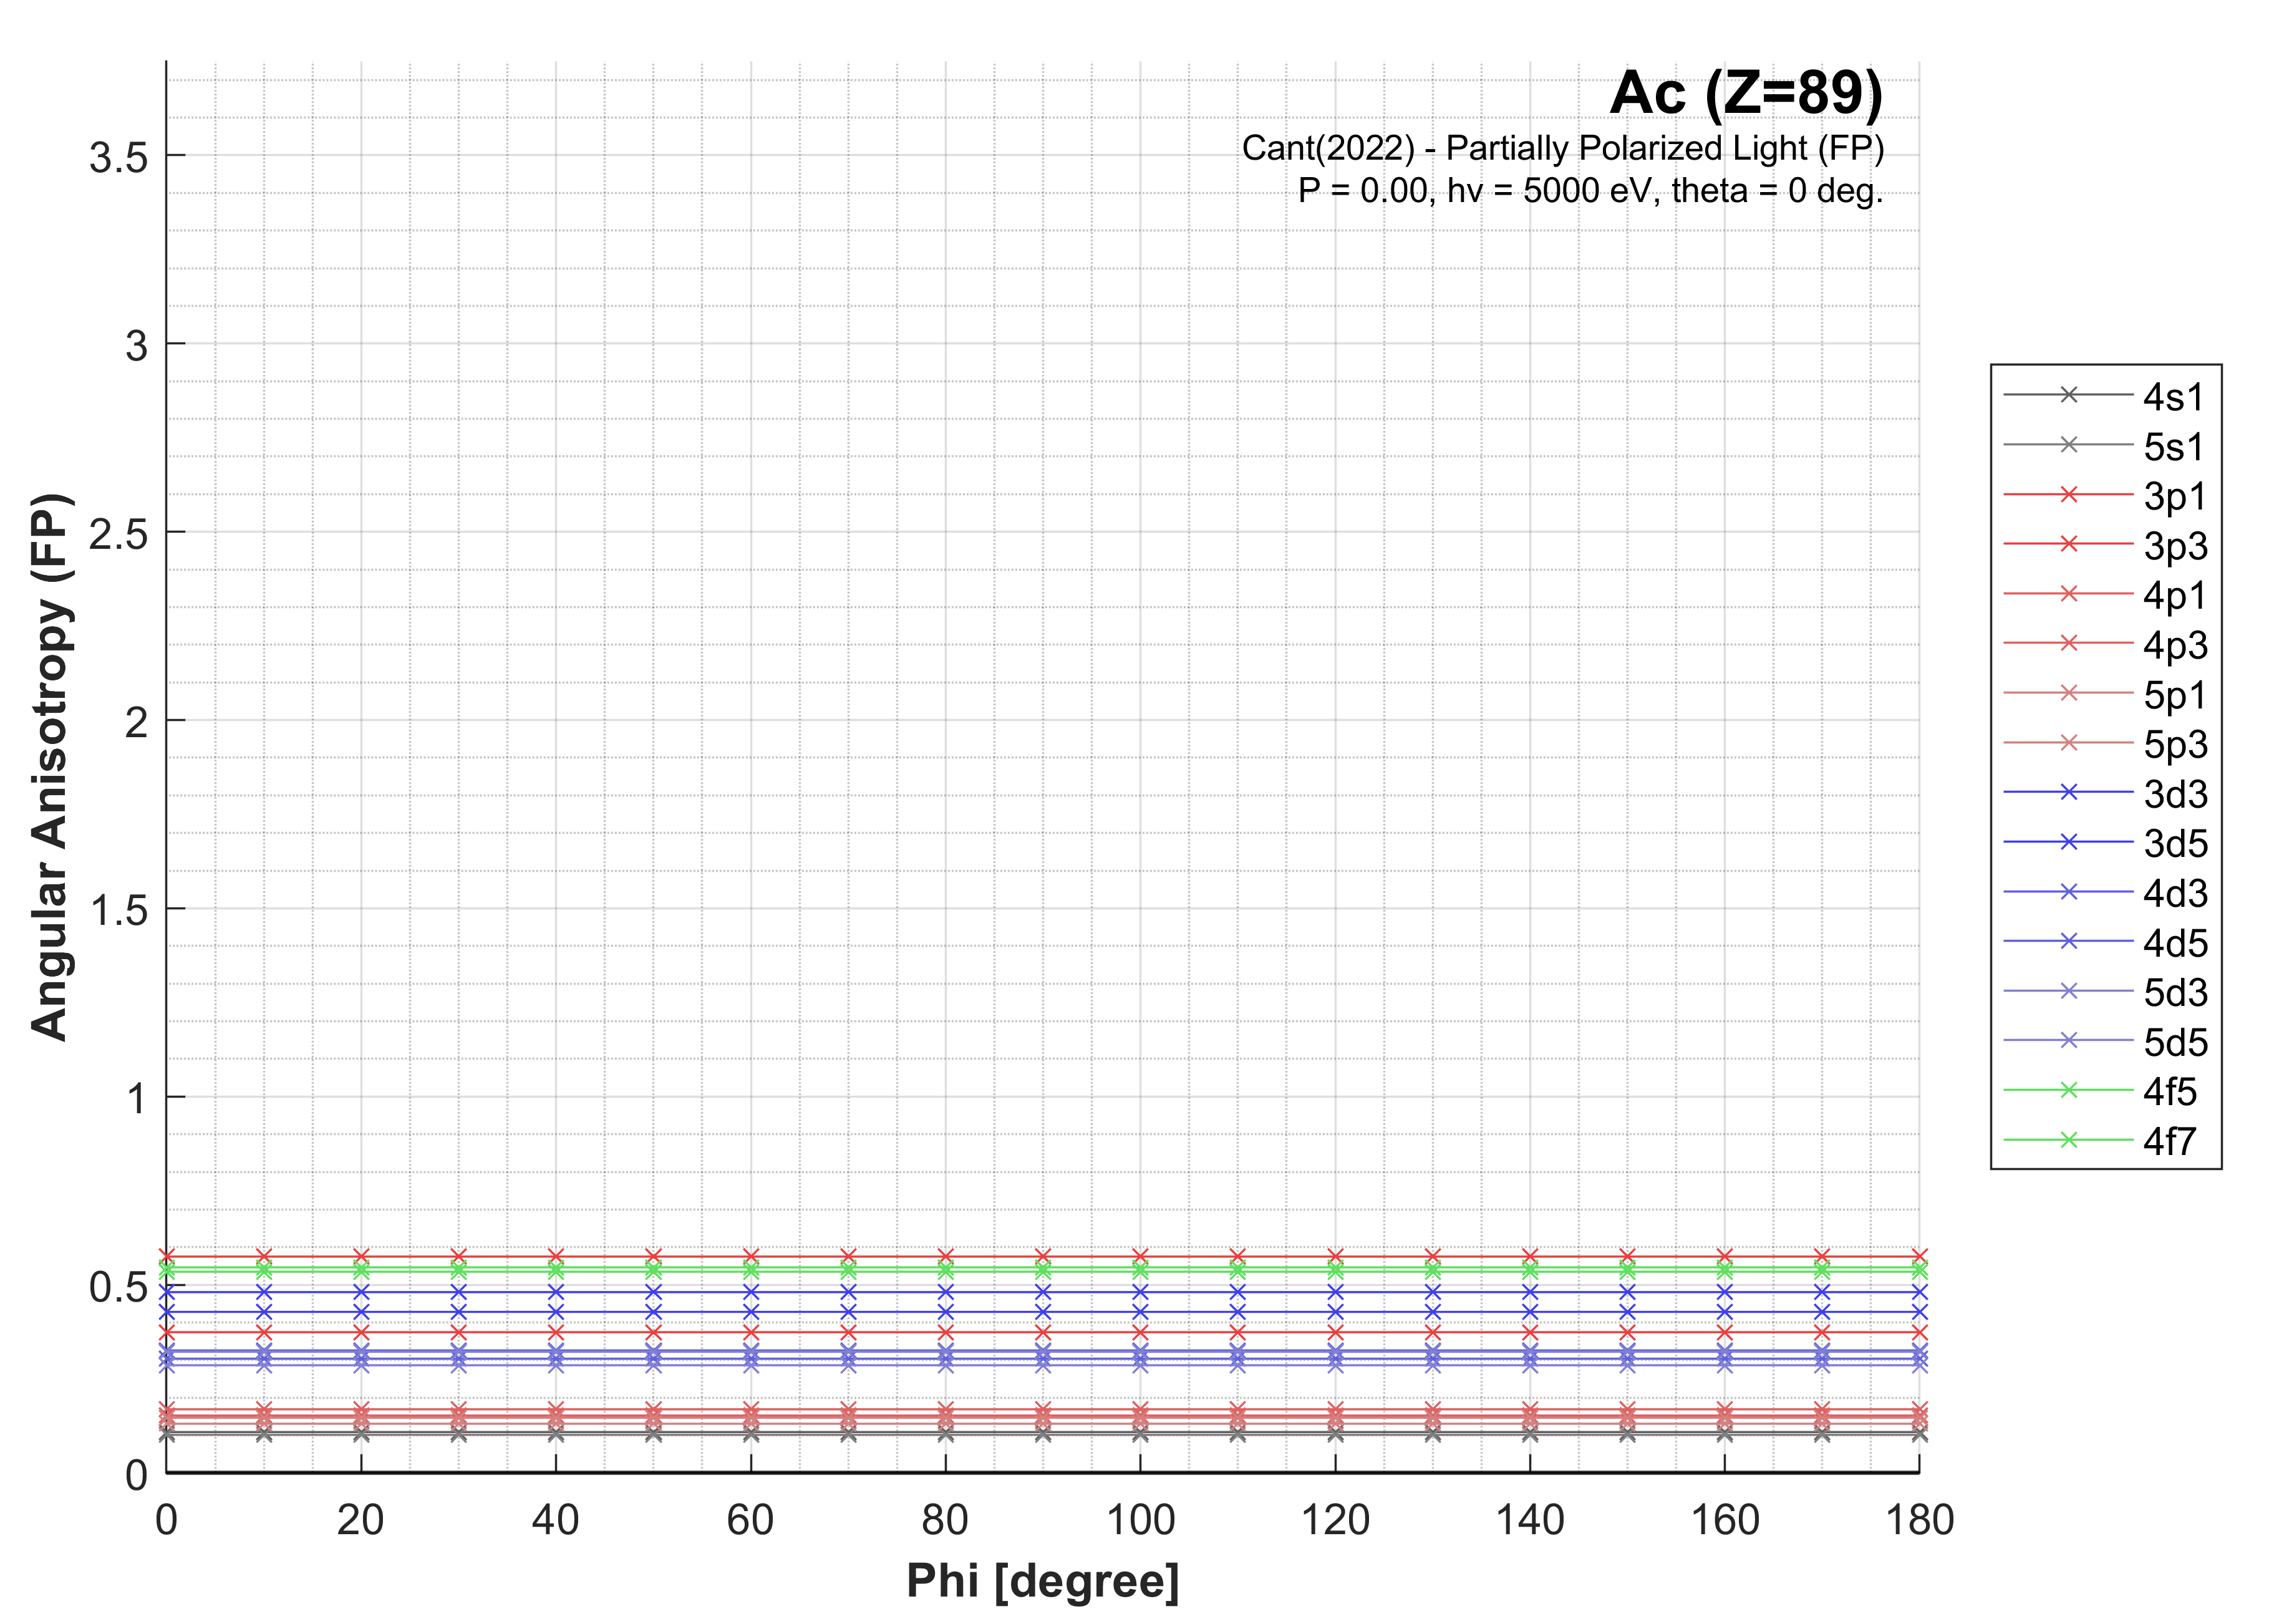 Ac (Z=89)
Cant(2022) - Partially Polarized Light (FP)
P = 0.00, hv = 5000 eV, theta = 0 deg.
Angular Anisotropy (FP)
3.5
3
2.5
2
1.5
1
0.5
0
0 20 40 60 80 100 120 140 160 180
Phi [degree]
4s1
5s1
3p1
3p3
4p1
4p3
5p1
5p3
3d3
3d5
4d3
4d5
5d3
5d5
4f5
4f7